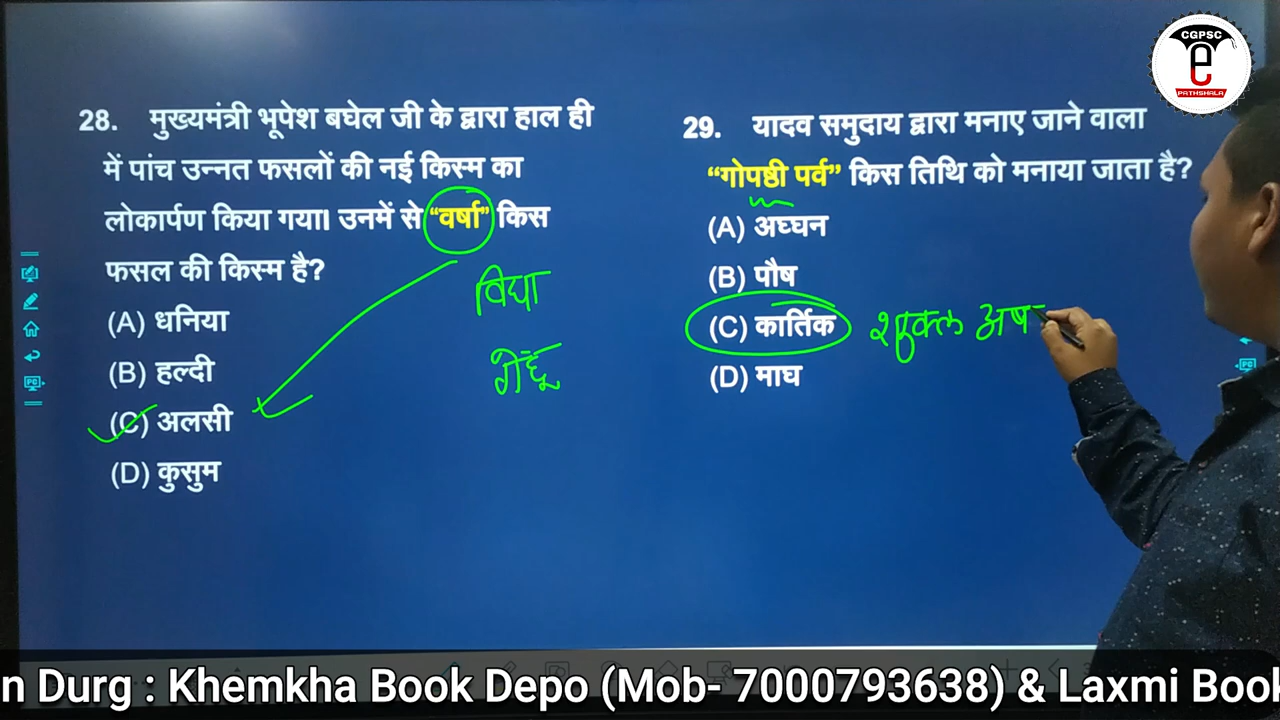 CGPSC
e
PATHSHALA
28. मुख्यमंत्री भूपेश बघेल जी के द्वारा हाल ही
में पांच उन्नत फसलों की नई किस्म का
लोकार्पण किया गया। उनमें से “वर्षा” किस
फसल की किस्म है?
(A) धनिया
(B) हल्दी
(C) अलसी
(D) कुसुम
विद्या
गेहूँ
29. यादव समुदाय द्वारा मनाए जाने वाला
“गोपष्ठी पर्व” किस तिथि को मनाया जाता है?
(A) अघ्घन
(B) पौष
(C) कार्तिक
(D) माघ
शुक्ल अष
n Durg : Khemkha Book Depo (Mob- 7000793638) & Laxmi Book